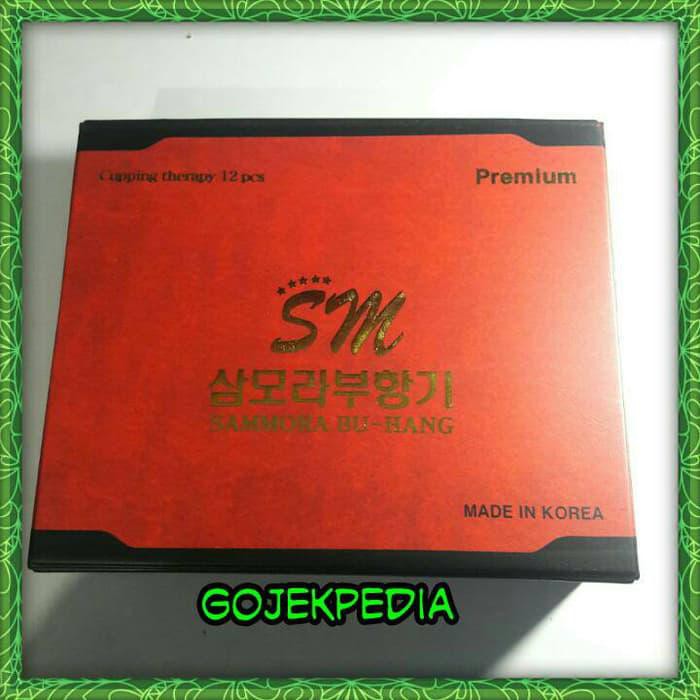 Cupping therapy 12 pcs
Premium
SM
삼모라부항기
SAMMORA BU-HANG
MADE IN KOREA
GOJEKPEDIA